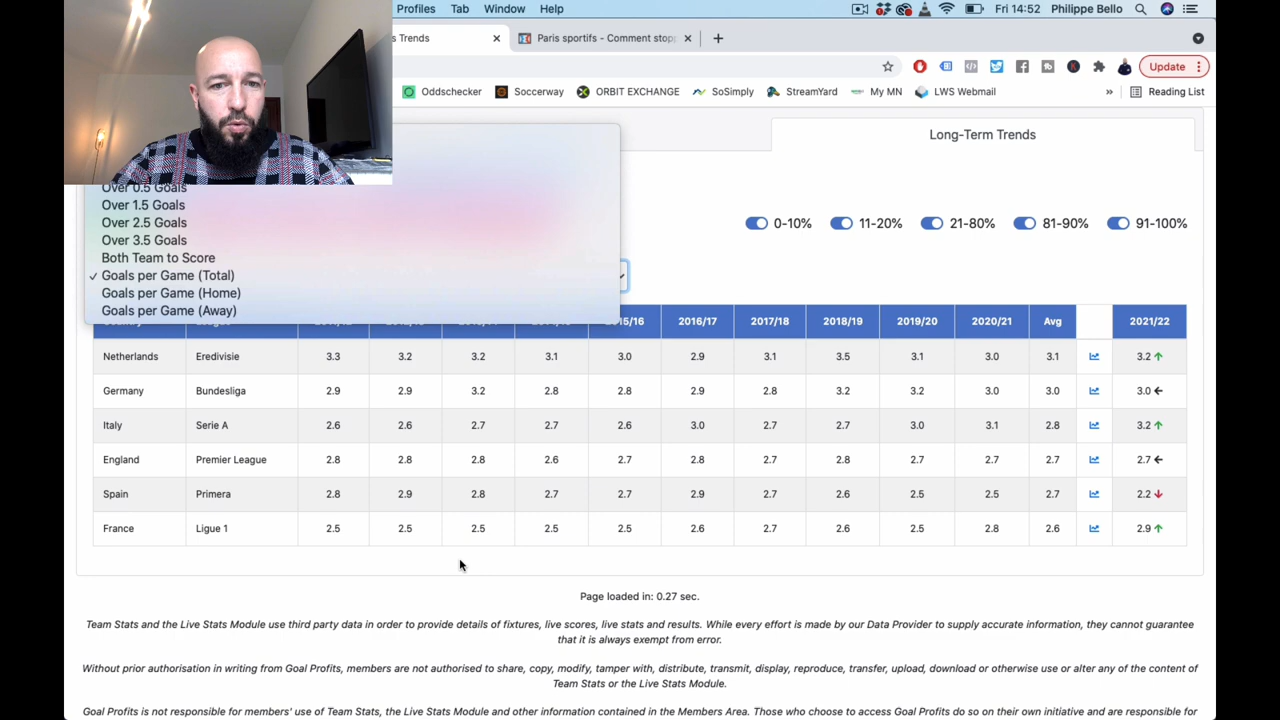 Profiles Tab Window Help Fri 14:52 Philippe Bello
s Trends Paris sportifs - Comment stop
Update
Oddschecker Soccerway ORBIT EXCHANGE SoSimply StreamYard My MN LWS Webmail » Reading List
Long-Term Trends
Over 0.5 Goals
Over 1.5 Goals
Over 2.5 Goals
Over 3.5 Goals
Both Team to Score
✓ Goals per Game (Total)
Goals per Game (Home)
Goals per Game (Away)
0-10% 11-20% 21-80% 81-90% 91-100%
2015/16 2016/17 2017/18 2018/19 2019/20 2020/21 Avg 2021/22
Netherlands Eredivisie 3.3 3.2 3.2 3.1 3.0 2.9 3.1 3.5 3.1 3.0 3.1 3.2 ↑
Germany Bundesliga 2.9 2.9 3.2 2.8 2.8 2.9 2.8 3.2 3.2 3.0 3.0 3.0 ←
Italy Serie A 2.6 2.6 2.7 2.7 2.6 3.0 2.7 2.7 3.0 3.1 2.8 3.2 ↑
England Premier League 2.8 2.8 2.8 2.6 2.7 2.8 2.7 2.8 2.7 2.7 2.7 2.7 ←
Spain Primera 2.8 2.9 2.8 2.7 2.7 2.9 2.7 2.6 2.5 2.5 2.7 2.2 ↓
France Ligue 1 2.5 2.5 2.5 2.5 2.5 2.6 2.7 2.6 2.5 2.8 2.6 2.9 ↑
Page loaded in: 0.27 sec.
Team Stats and the Live Stats Module use third party data in order to provide details of fixtures, live scores, live stats and results. While every effort is made by our Data Provider to supply accurate information, they cannot guarantee
that it is always exempt from error.
Without prior authorisation in writing from Goal Profits, members are not authorised to share, copy, modify, tamper with, distribute, transmit, display, reproduce, transfer, upload, download or otherwise use or alter any of the content of
Team Stats or the Live Stats Module.
Goal Profits is not responsible for members' use of Team Stats, the Live Stats Module and other information contained in the Members Area. Those who choose to access Goal Profits do so on their own initiative and are responsible for